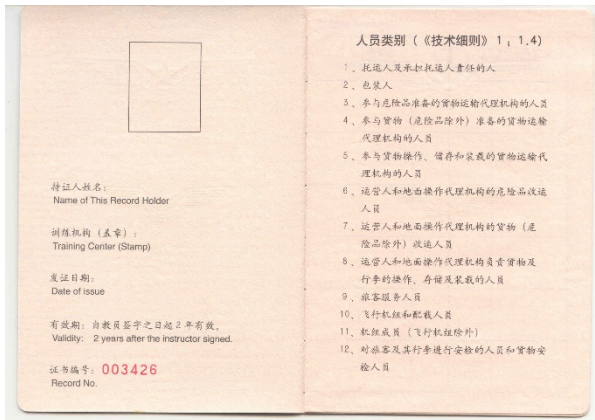 持证人姓名:
Name of This Record Holder
训练机构（盖章）:
Training Center (Stamp)
发证日期:
Date of issue
有效期: 自教员签字之日起2年有效。
Validity: 2 years after the instructor signed.
证书编号: 003426
Record No.
人员类别（《技术细则》1；1.4）
1、托运人及承担托运人责任的人
2、包装人
3、参与危险品准备的货物运输代理机构的人员
4、参与货物（危险品除外）准备的货物运输
代理机构的人员
5、参与货物操作、储存和装载的货物运输代
理机构的人员
6、运营人和地面操作代理机构的危险品收运
人员
7、运营人和地面操作代理机构的货物（危
险品除外）收运人员
8、运营人和地面操作代理机构负责货物及
行李的操作、存储及装载的人员
9、旅客服务人员
10、飞行机组和配载人员
11、机组成员（飞行机组除外）
12、对旅客及其行李进行安检的人员和货物安
检人员